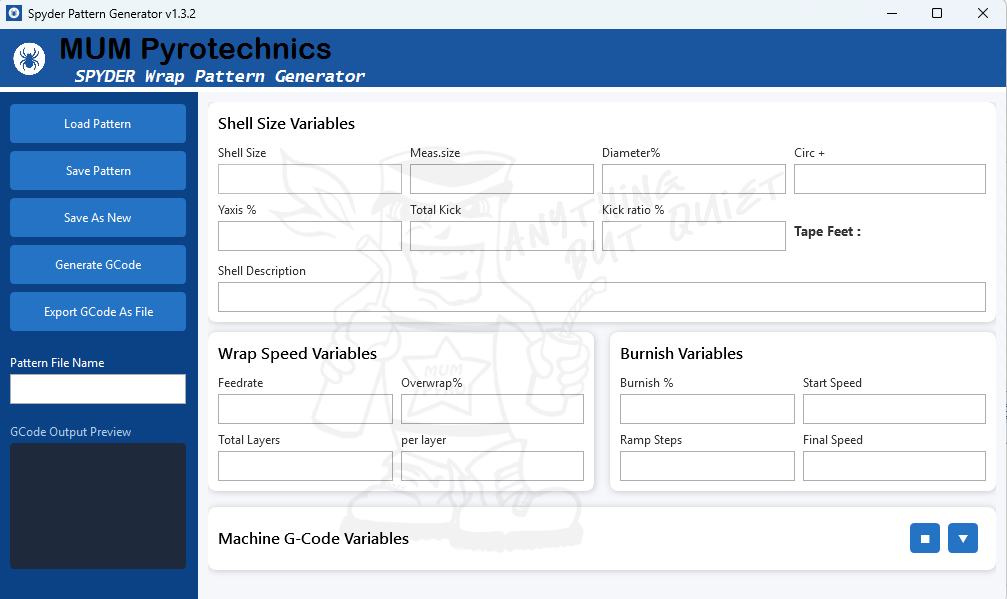 Spyder Pattern Generator v1.3.2
MUM Pyrotechnics
SPYDER Wrap Pattern Generator
Load Pattern
Save Pattern
Save As New
Generate GCode
Export GCode As File
Pattern File Name
GCode Output Preview
Shell Size Variables
Shell Size
Meas.size
Diameter%
Circ +
Yaxis %
Total Kick
Kick ratio %
Tape Feet :
Shell Description
ANYTHING
BUT QUIET
Wrap Speed Variables
Feedrate
Overwrap%
Total Layers
per layer
MUM
PYRO
Burnish Variables
Burnish %
Start Speed
Ramp Steps
Final Speed
Machine G-Code Variables